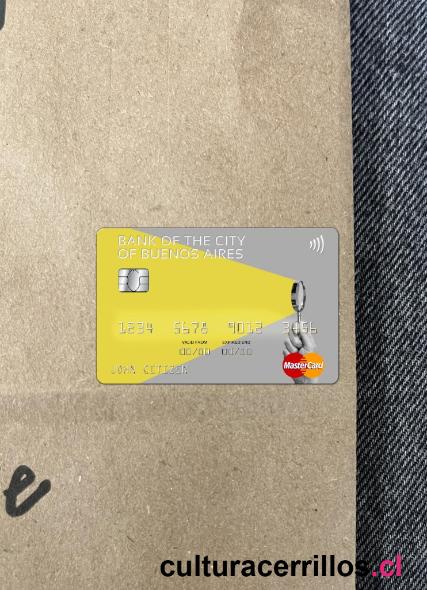 BANK OF THE CITY
OF BUENOS AIRES
1234 5678 9012 3456
VALID FROM EXPIRES END
00/00 00/00
JOHN CITIZEN
MasterCard
e
culturacerrillos.cl